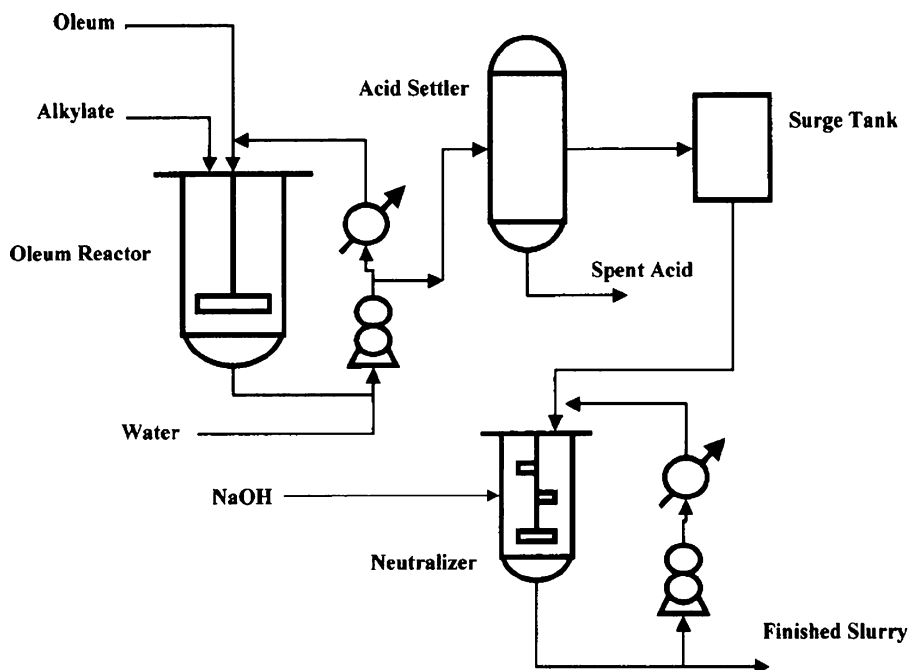 Oleum
Alkylate
Acid Settler
Surge Tank
Oleum Reactor
Spent Acid
Water
NaOH
Neutralizer
Finished Slurry